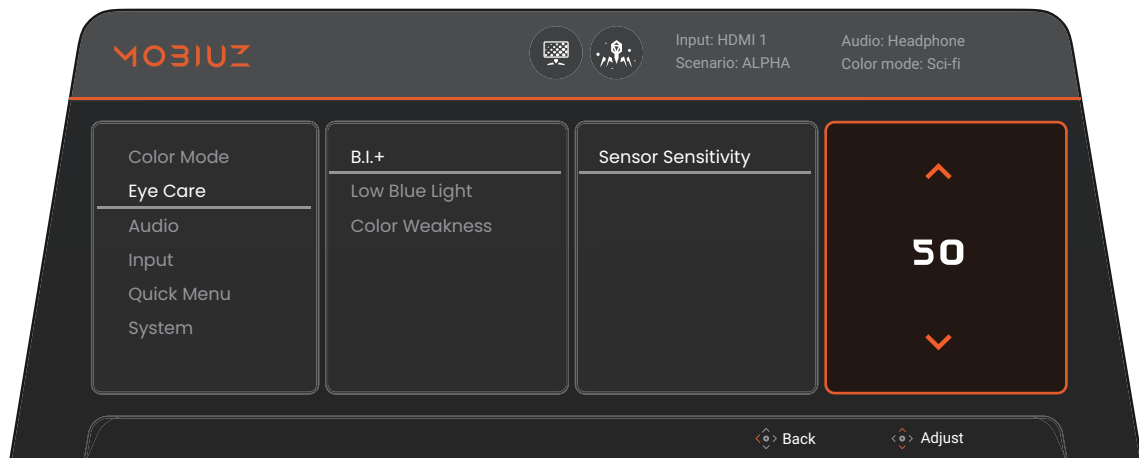 MOBIUZ
Input: HDMI 1
Scenario: ALPHA
Audio: Headphone
Color mode: Sci-fi
Color Mode
Eye Care
Audio
Input
Quick Menu
System
B.I.+
Low Blue Light
Color Weakness
Sensor Sensitivity
50
Back
Adjust